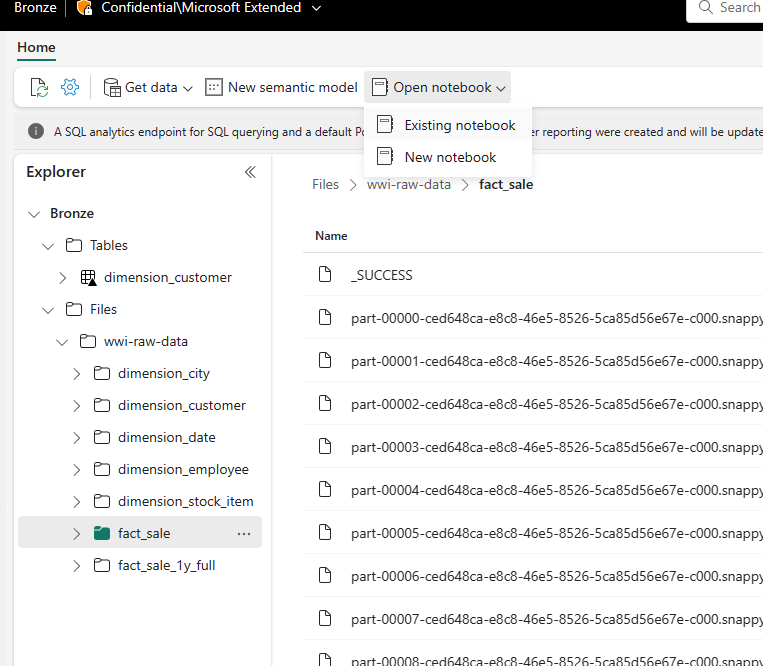 Bronze Confidential\Microsoft Extended Search
Home
Get data New semantic model Open notebook
A SQL analytics endpoint for SQL querying and a default Po er reporting were created and will be update
Existing notebook
New notebook
Explorer
Bronze
Tables
dimension_customer
Files
wwi-raw-data
dimension_city
dimension_customer
dimension_date
dimension_employee
dimension_stock_item
fact_sale ...
fact_sale_1y_full
Files > wwi-raw-data > fact_sale
Name
_SUCCESS
part-00000-ced648ca-e8c8-46e5-8526-5ca85d56e67e-c000.snappy
part-00001-ced648ca-e8c8-46e5-8526-5ca85d56e67e-c000.snappy
part-00002-ced648ca-e8c8-46e5-8526-5ca85d56e67e-c000.snappy
part-00003-ced648ca-e8c8-46e5-8526-5ca85d56e67e-c000.snappy
part-00004-ced648ca-e8c8-46e5-8526-5ca85d56e67e-c000.snappy
part-00005-ced648ca-e8c8-46e5-8526-5ca85d56e67e-c000.snappy
part-00006-ced648ca-e8c8-46e5-8526-5ca85d56e67e-c000.snappy
part-00007-ced648ca-e8c8-46e5-8526-5ca85d56e67e-c000.snappy
part-00008-ced648ca-e8c8-46e5-8526-5ca85d56e67e-c000.snappy